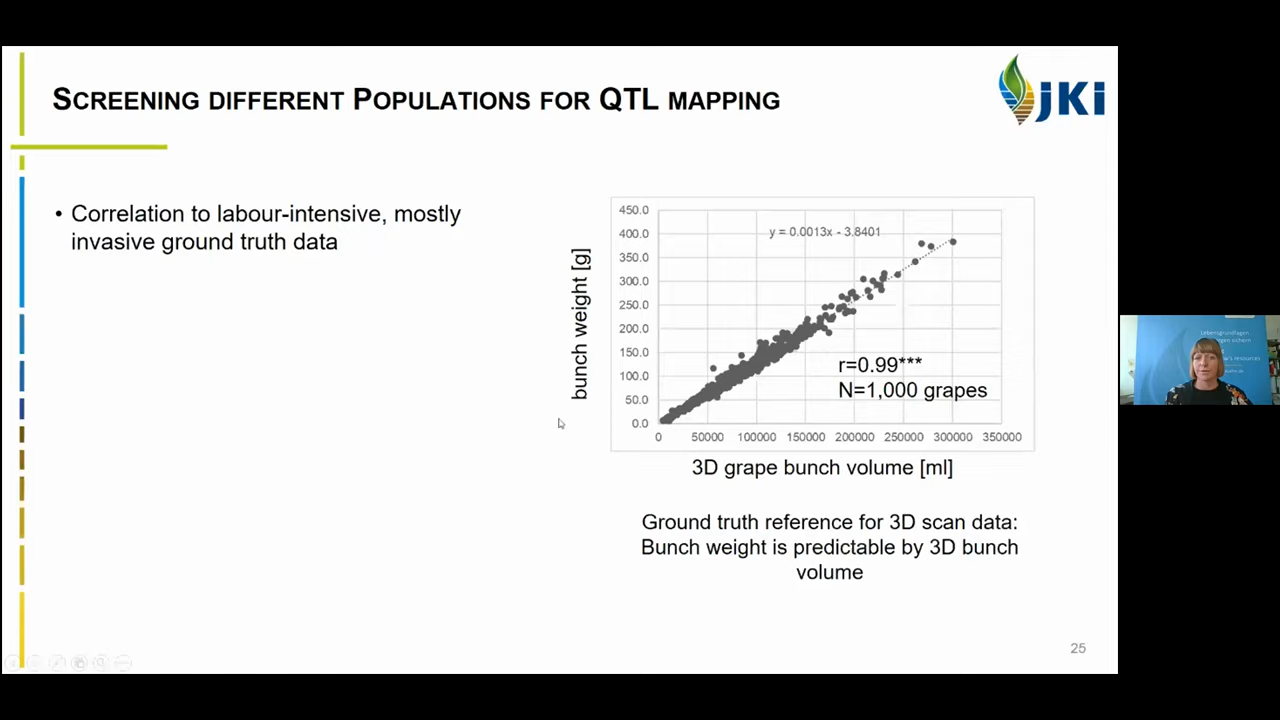 SCREENING DIFFERENT POPULATIONS FOR QTL MAPPING
JKi
• Correlation to labour-intensive, mostly
invasive ground truth data
bunch weight [g]
450.0
400.0
350.0
300.0
250.0
200.0
150.0
100.0
50.0
0.0
y = 0.0013x - 3.8401
r=0.99***
N=1,000 grapes
0 50000 100000 150000 200000 250000 300000 350000
3D grape bunch volume [ml]
Ground truth reference for 3D scan data:
Bunch weight is predictable by 3D bunch
volume
25
Lebensgrundlagen